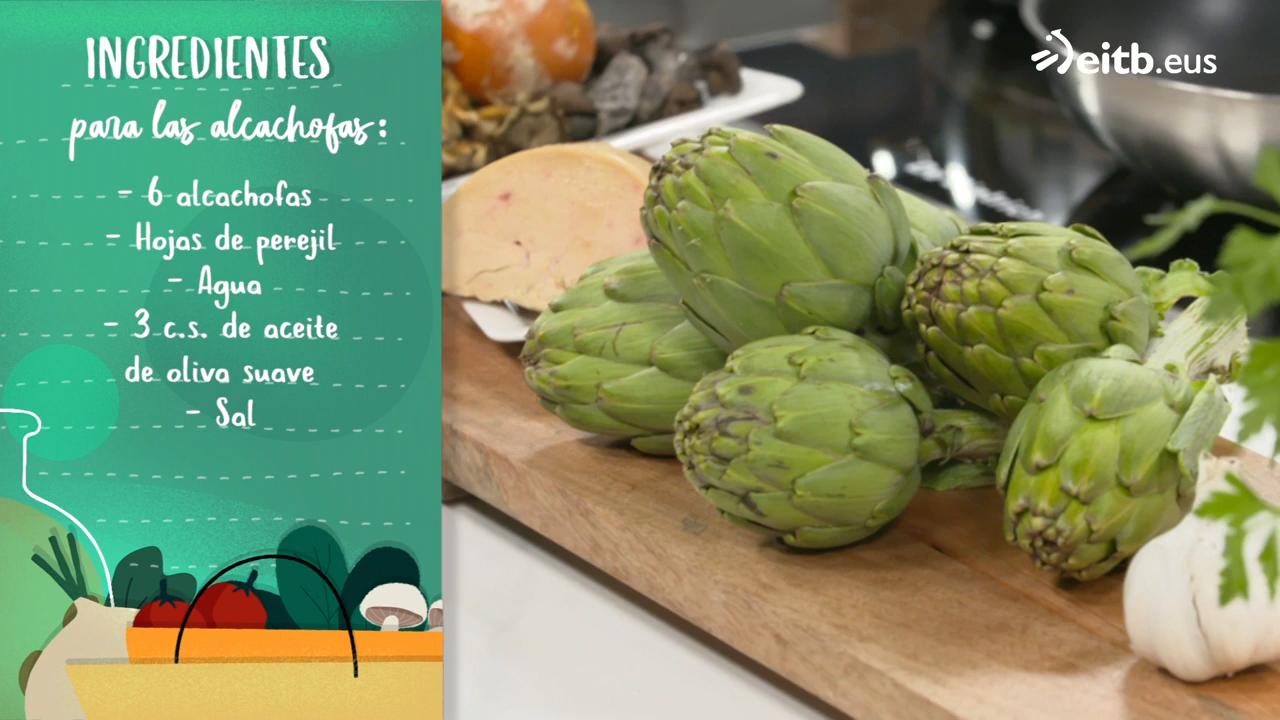 INGREDIENTES
para las alcachofas:
- 6 alcachofas
- Hojas de perejil
- Agua
- 3 c.s. de aceite
de oliva suave
- Sal
eitb.eus